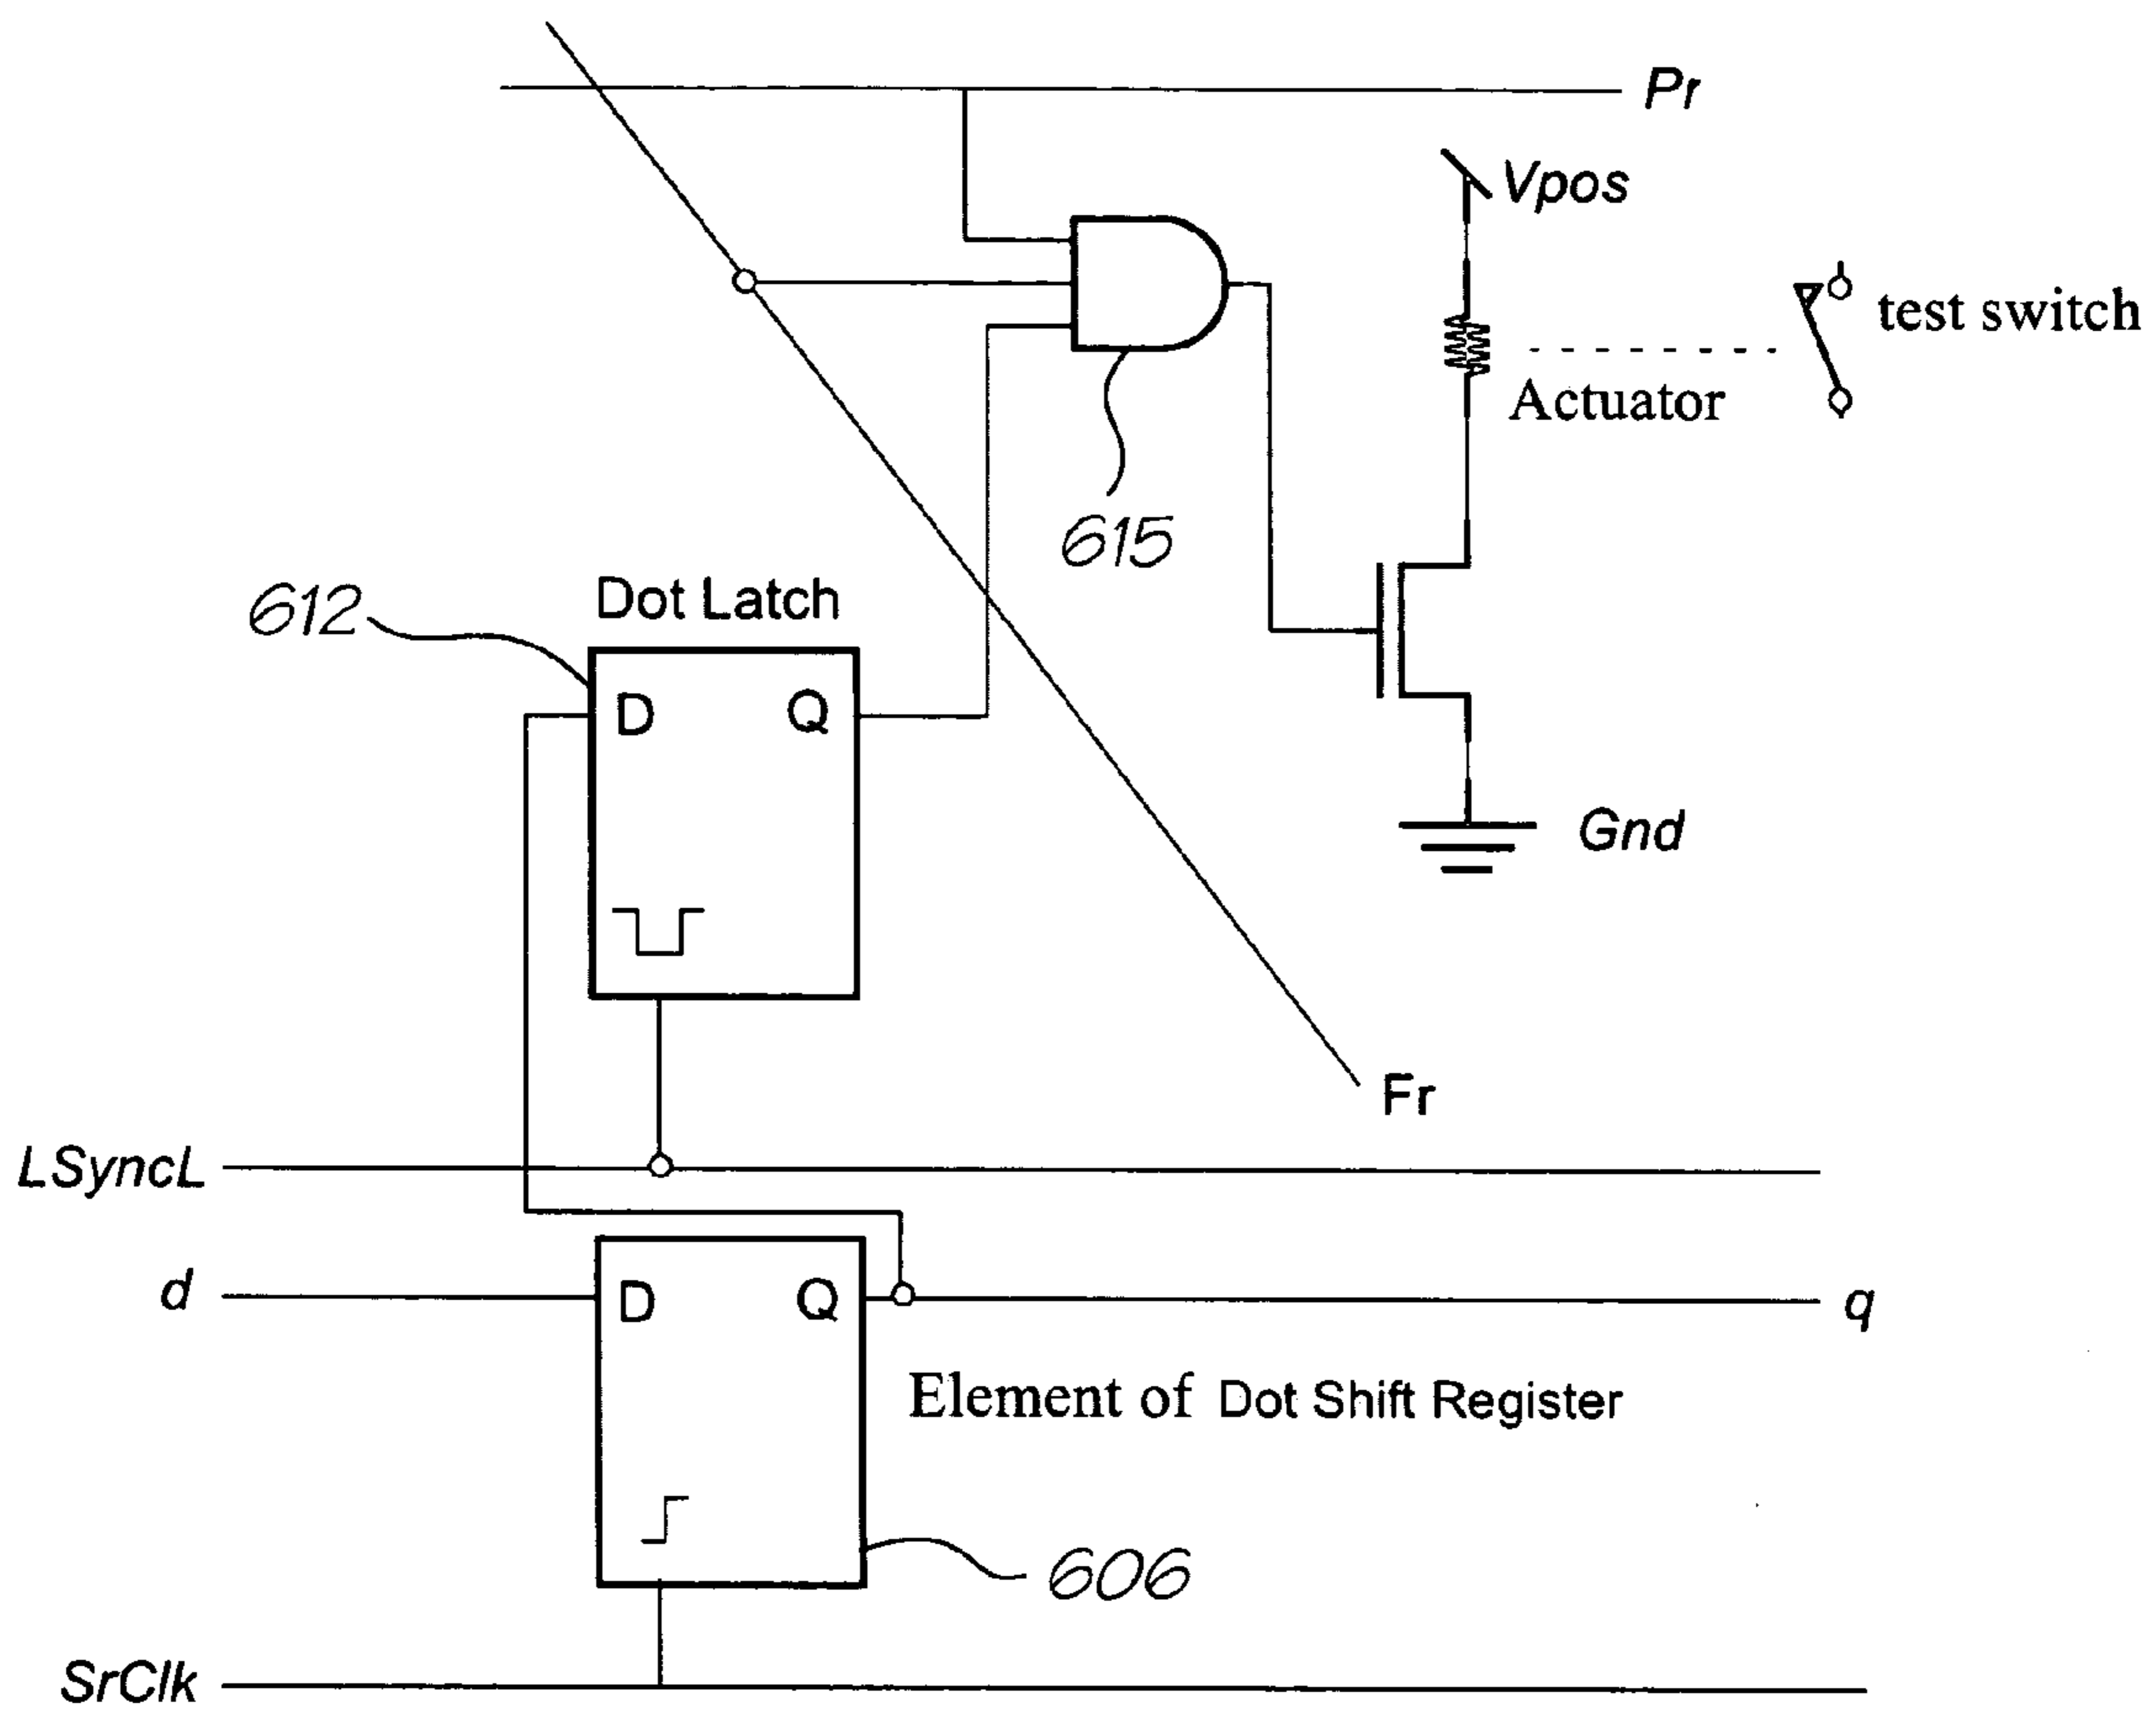 Pr
Vpos
test switch
Actuator
615
612
Dot Latch
D Q
Gnd
Fr
LSyncL
d
D Q
q
Element of Dot Shift Register
606
SrClk